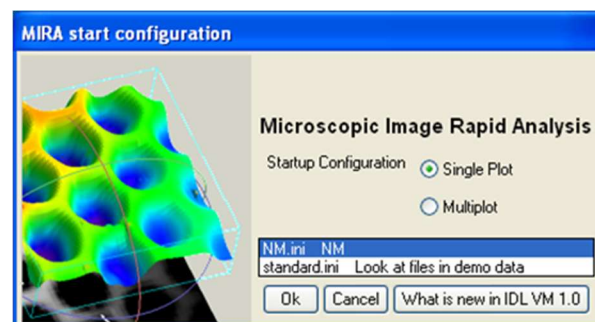 MIRA start configuration
Microscopic Image Rapid Analysis
Startup Configuration Single Plot
Multiplot
NM.ini NM
standard.ini Look at files in demo data
Ok Cancel What is new in IDL VM 1.0